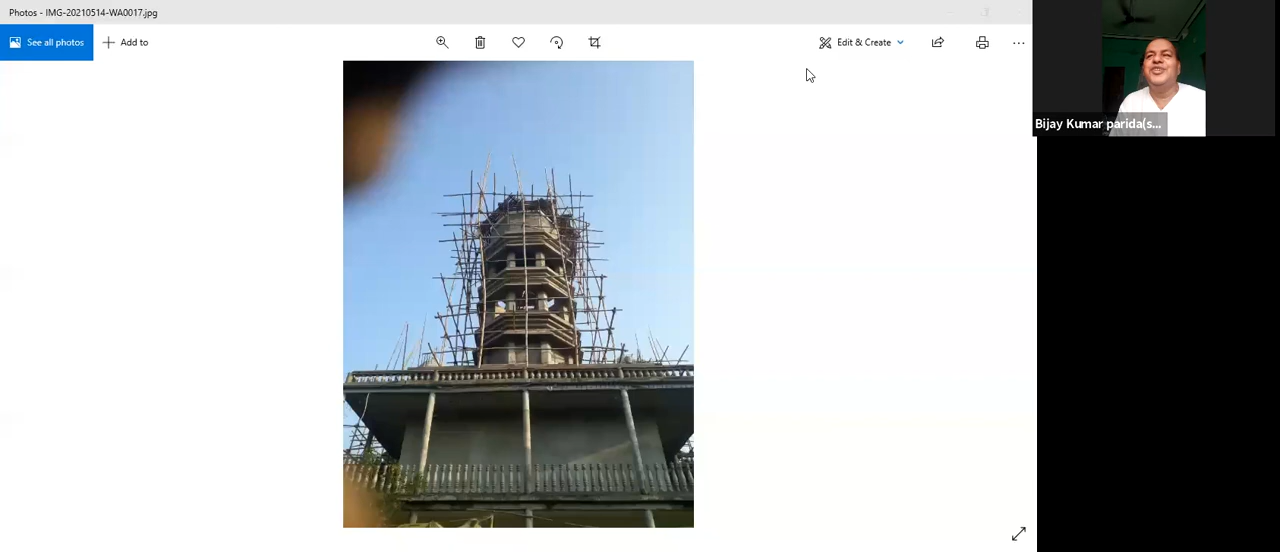 Photos - IMG-20210514-WA0017.jpg
See all photos
Add to
Edit & Create
Bijay Kumar parida(s...